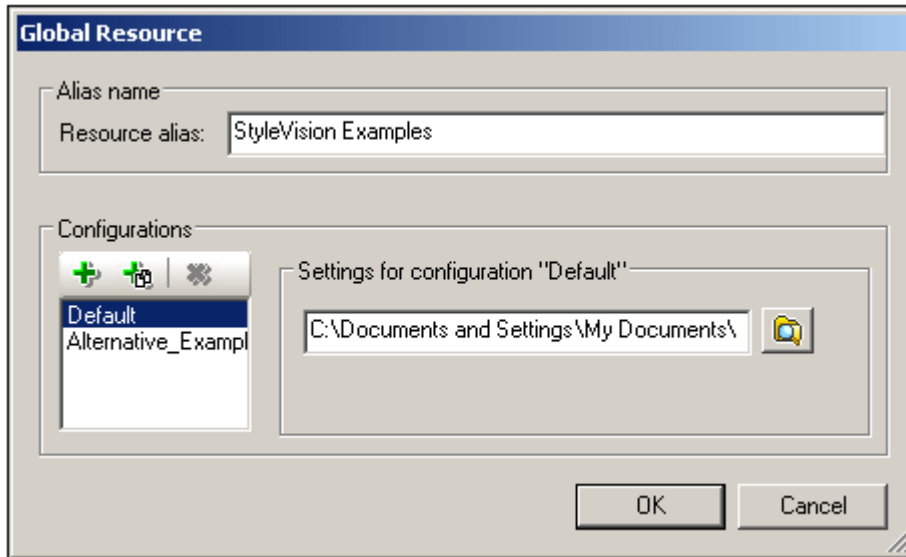 Global Resource
Alias name
Resource alias: StyleVision Examples
Configurations
Settings for configuration "Default"
Default
Alternative_Exampl
C:\Documents and Settings\My Documents\
OK Cancel